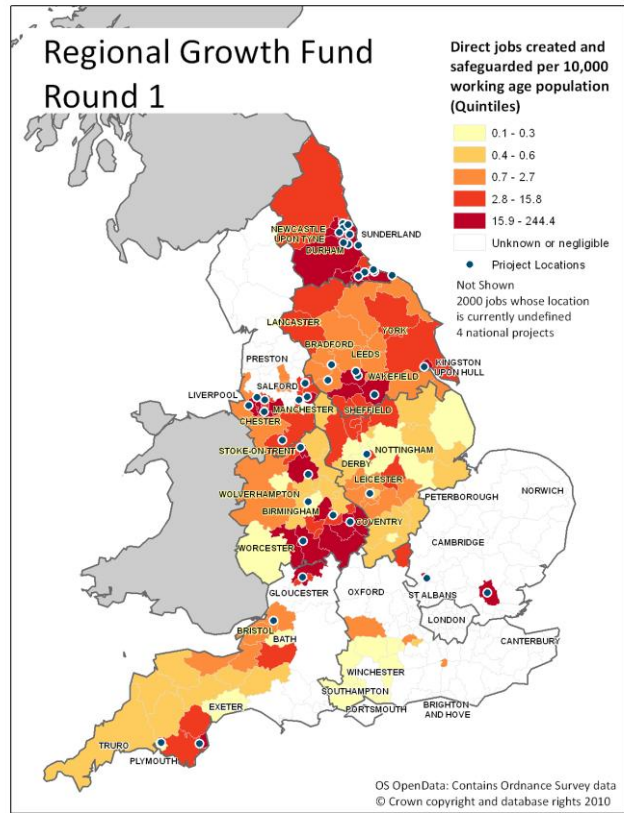 Regional Growth Fund
Round 1
Direct jobs created and
safeguarded per 10,000
working age population
(Quintiles)
0.1 - 0.3
0.4 - 0.6
0.7 - 2.7
2.8 - 15.8
15.9 - 244.4
Unknown or negligible
Prioject Locations
Not Shown
2000 jobs whose location
is currently undefined
4 national projects
NEWCASTLE
UPON TYNE
SUNDERLAND
DURHAM
LANCASTER
YORK
BRADFORD
LEEDS
PRESTON
KINGSTON
UPON HULL
WAKEFIELD
SALFORD
LIVERPOOL
MANCHESTER
SHEFFIELD
CHESTER
STOKE-ON-TRENT
NOTTINGHAM
DERBY
LEICESTER
NORWICH
WOLVERHAMPTON
PETERBOROUGH
BIRMINGHAM
COVENTRY
CAMBRIDGE
WORCESTER
GLOUCESTER
OXFORD
ST ALBANS
LONDON
BRISTOL
BATH
CANTERBURY
WINCHESTER
SOUTHAMPTON
EXETER
PORTSMOUTH
BRIGHTON
AND HOVE
TRURO
PLYMOUTH
OS OpenData: Contains Ordnance Survey data
© Crown copyright and database rights 2010